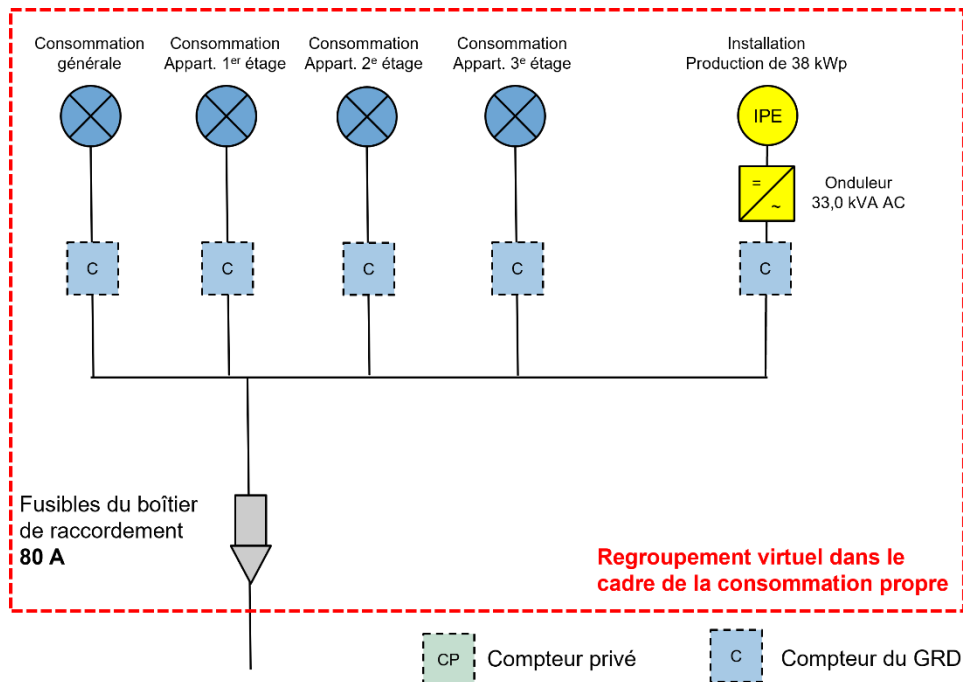 Consommation
générale
Consommation
Appart. 1er étage
Consommation
Appart. 2e étage
Consommation
Appart. 3e étage
Installation
Production de 38 kWp
IPE
=
~
Onduleur
33,0 kVA AC
C
C
C
C
C
Fusibles du boîtier
de raccordement
80 A
Regroupement virtuel dans le
cadre de la consommation propre
CP
Compteur privé
C
Compteur du GRD